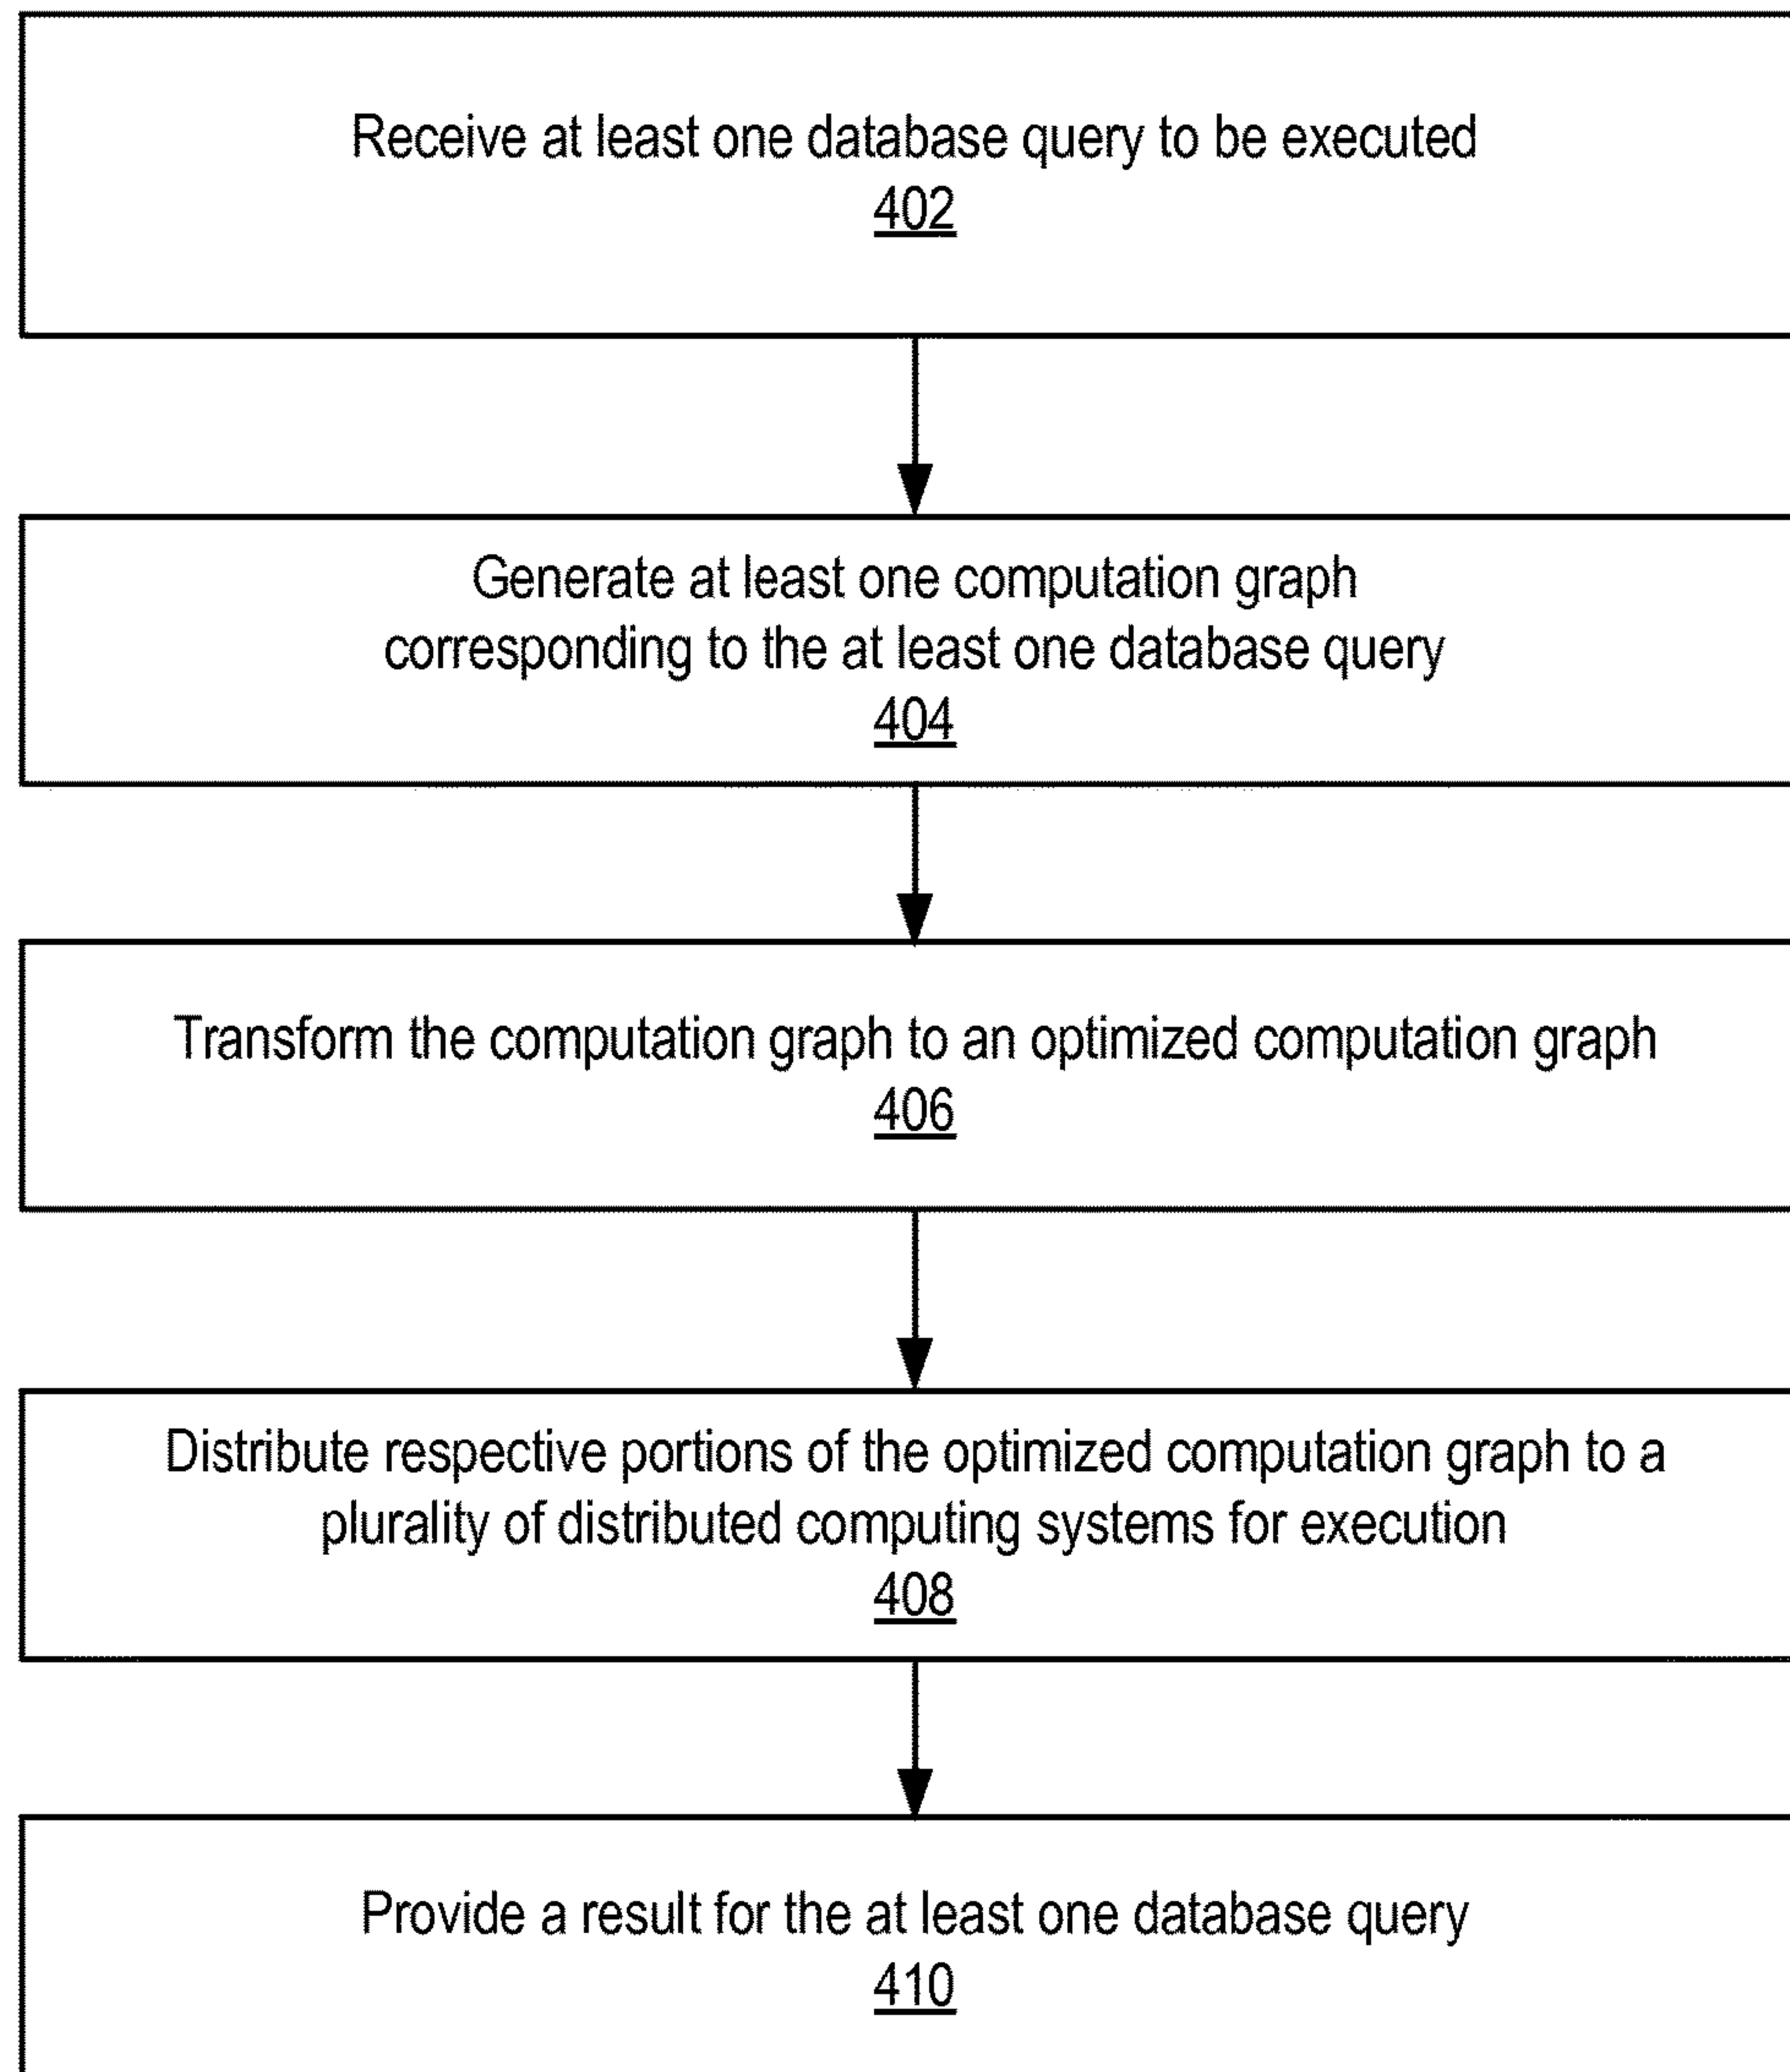 Receive at least one database query to be executed
402
Generate at least one computation graph
corresponding to the at least one database query
404
Transform the computation graph to an optimized computation graph
406
Distribute respective portions of the optimized computation graph to a
plurality of distributed computing systems for execution
408
Provide a result for the at least one database query
410